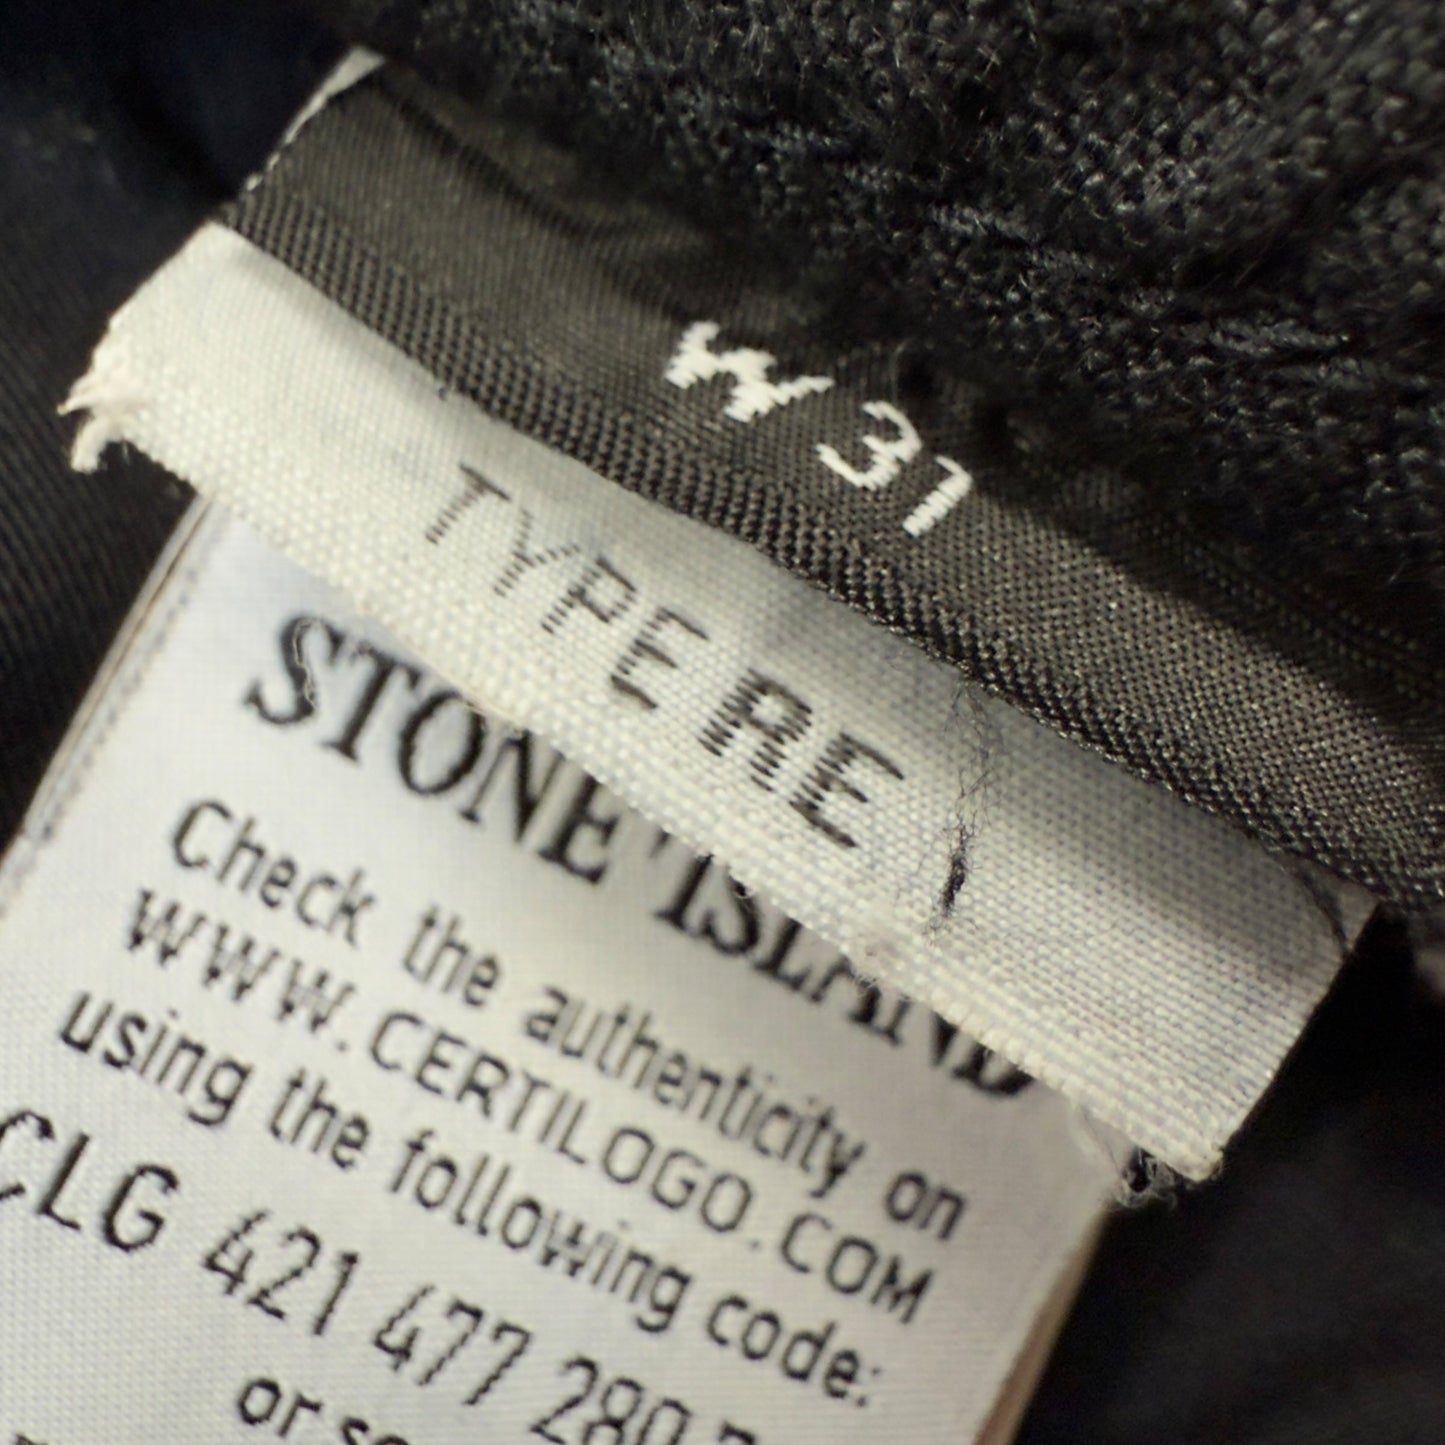 W 31
TYPE RE
STONE ISLAND
Check the authenticity on
WWW.CERTILOGO.COM
using the following code:
CLG 421 477 280
or